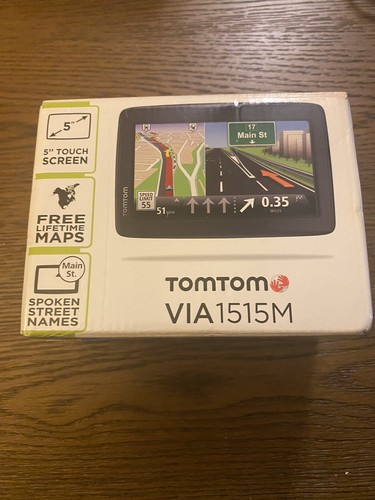 5"
5" TOUCH
SCREEN
FREE
LIFETIME
MAPS
Main
St.
SPOKEN
STREET
NAMES
17
Main St
TOMTOM
SPEED
LIMIT
55
51
0.35
MILES
TOMTOM
VIA1515M